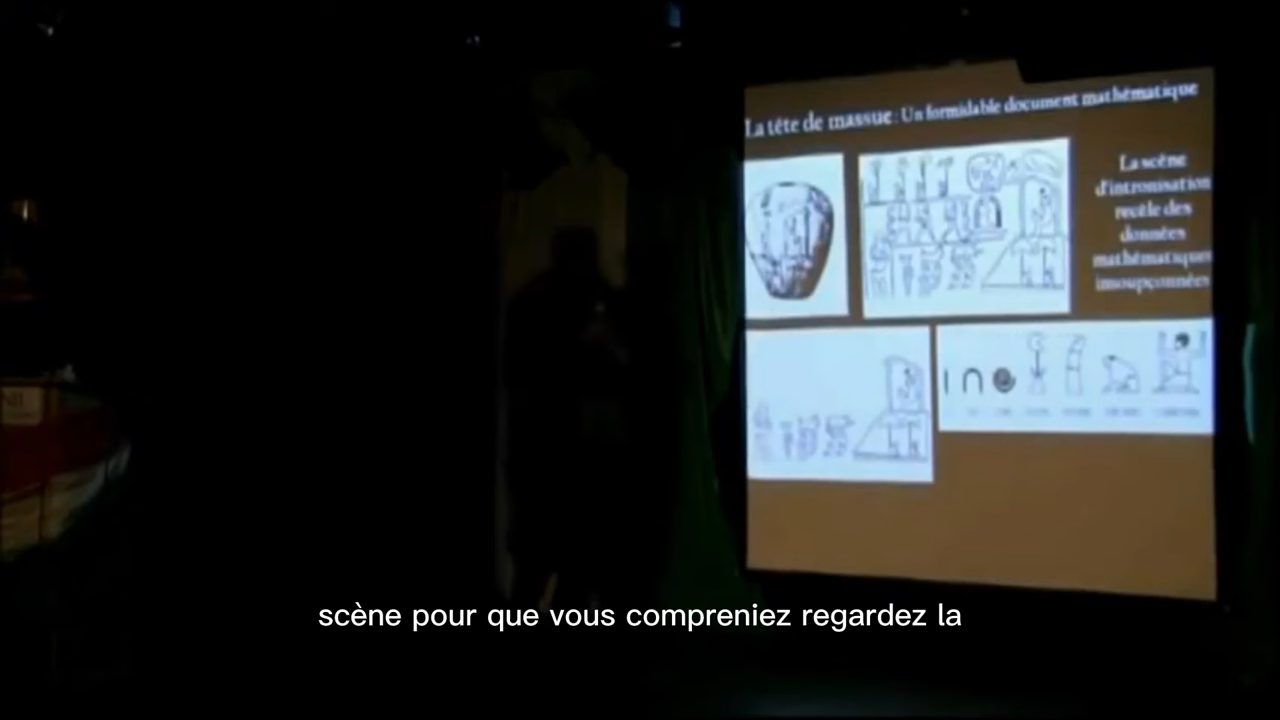 La tête de massue : Un formidable document mathématique
La scène
d'intronisation
recèle des
données
mathématiques
insoupçonnées
scène pour que vous compreniez regardez la